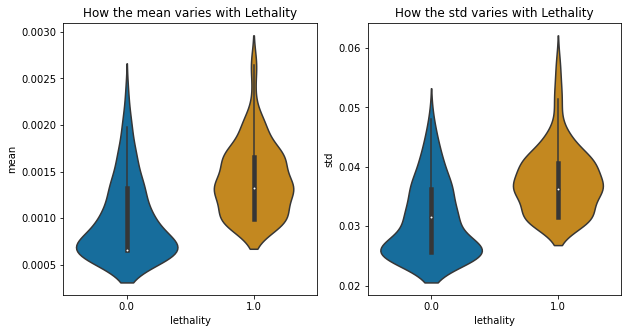 How the mean varies with Lethality
mean
0.0030
0.0025
0.0020
0.0015
0.0010
0.0005
0.0
1.0
lethality
How the std varies with Lethality
std
0.06
0.05
0.04
0.03
0.02
0.0
1.0
lethality